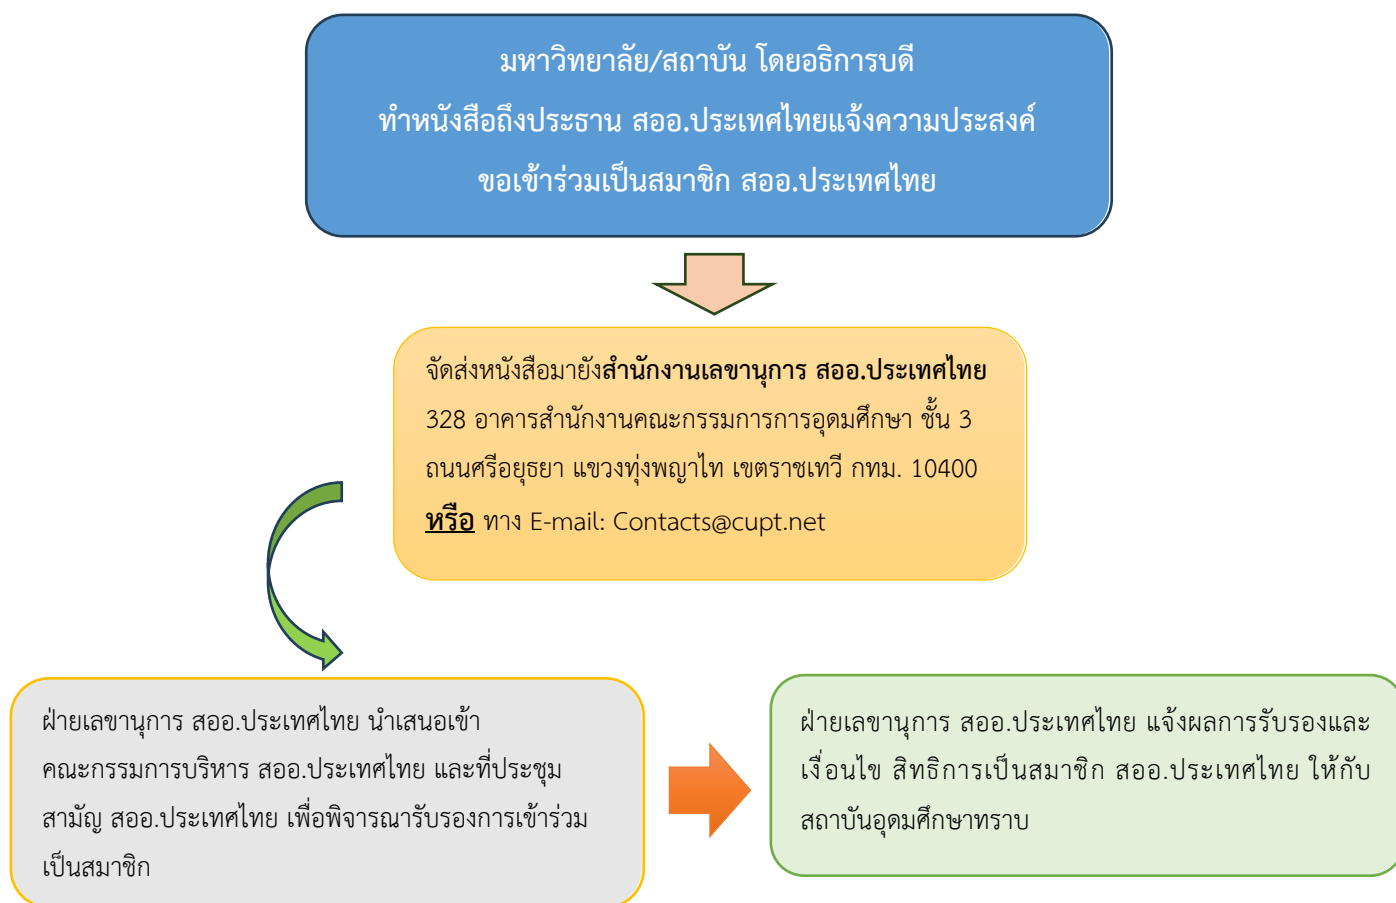 มหาวิทยาลัย/สถาบัน โดยอธิการบดี
ทำหนังสือถึงประธาน สออ.ประเทศไทยแจ้งความประสงค์
ขอเข้าร่วมเป็นสมาชิก สออ.ประเทศไทย
จัดส่งหนังสือมายังสำนักงานเลขานุการ สออ.ประเทศไทย
328 อาคารสำนักงานคณะกรรมการการอุดมศึกษา ชั้น 3
ถนนศรีอยุธยา แขวงทุ่งพญาไท เขตราชเทวี กทม. 10400
หรือ ทาง E-mail: Contacts@cupt.net
ฝ่ายเลขานุการ สออ.ประเทศไทย นำเสนอเข้า
คณะกรรมการบริหาร สออ.ประเทศไทย และที่ประชุม
สามัญ สออ.ประเทศไทย เพื่อพิจารณารับรองการเข้าร่วม
เป็นสมาชิก
ฝ่ายเลขานุการ สออ.ประเทศไทย แจ้งผลการรับรองและ
เงื่อนไข สิทธิการเป็นสมาชิก สออ.ประเทศไทย ให้กับ
สถาบันอุดมศึกษาทราบ